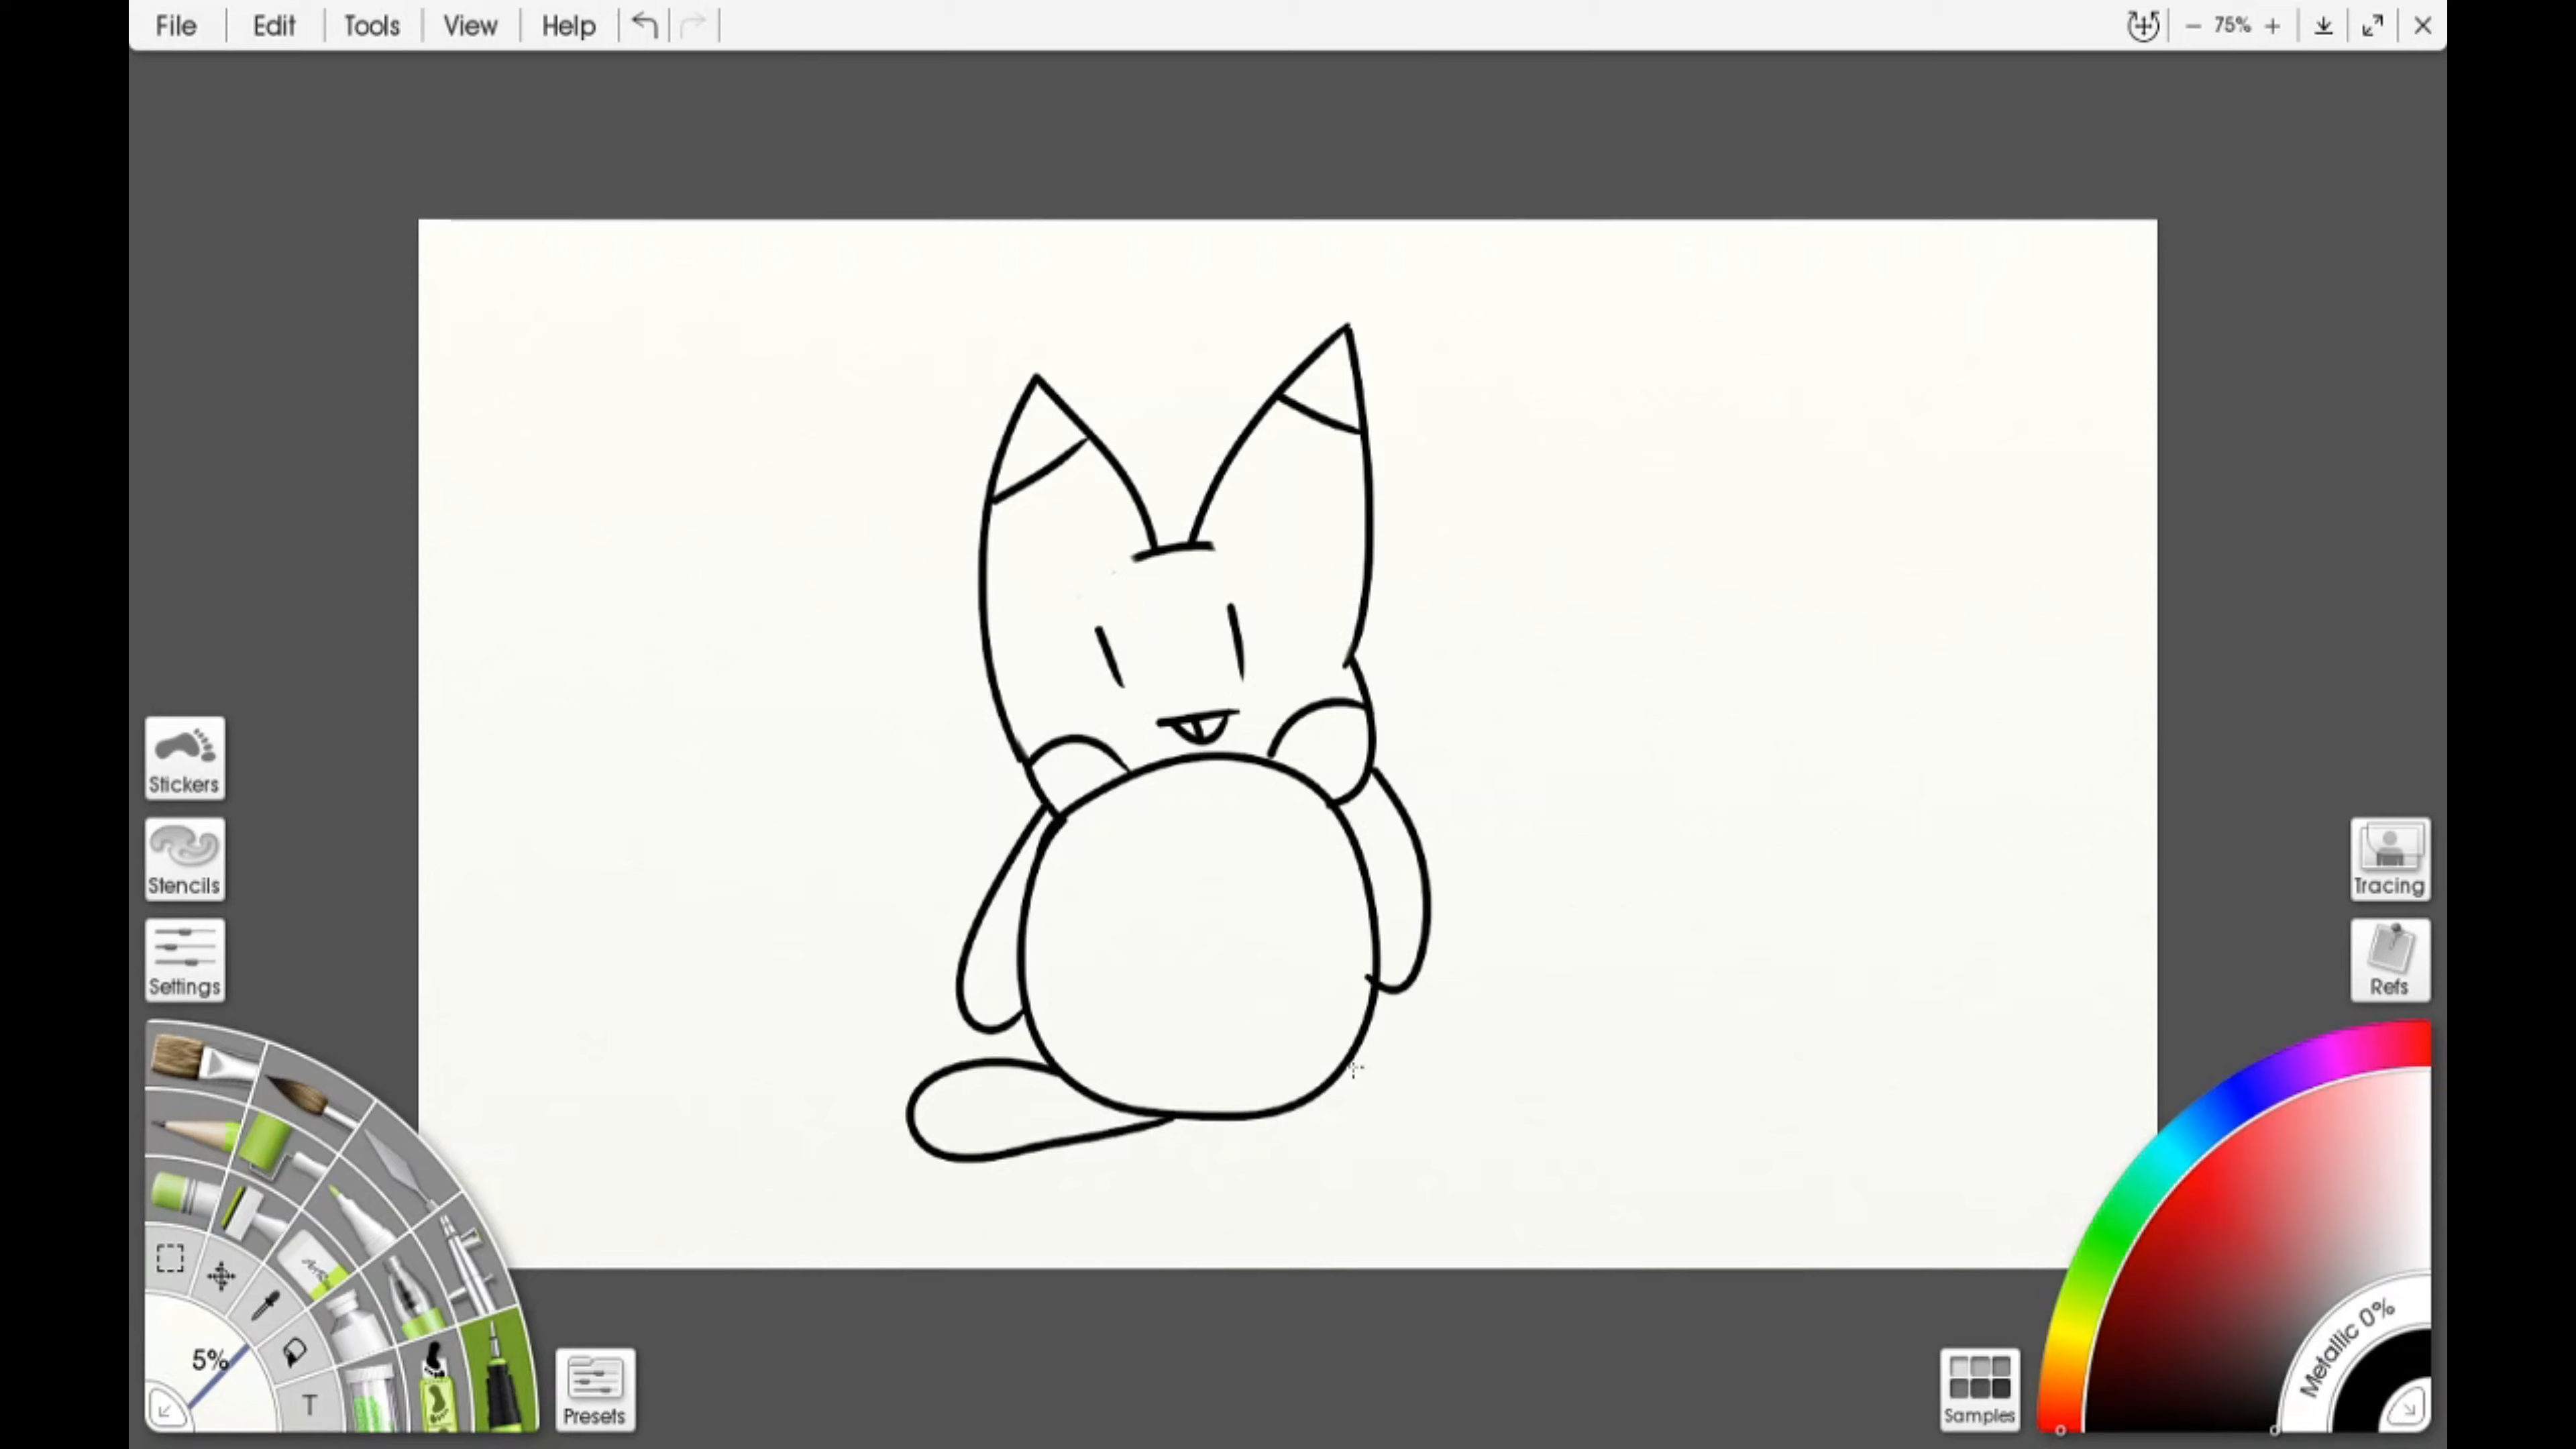 File Edit Tools View Help 75%
Stickers
Stencils
Settings
Tracing
Refs
5%
T
Presets
Samples
Metallic 0%